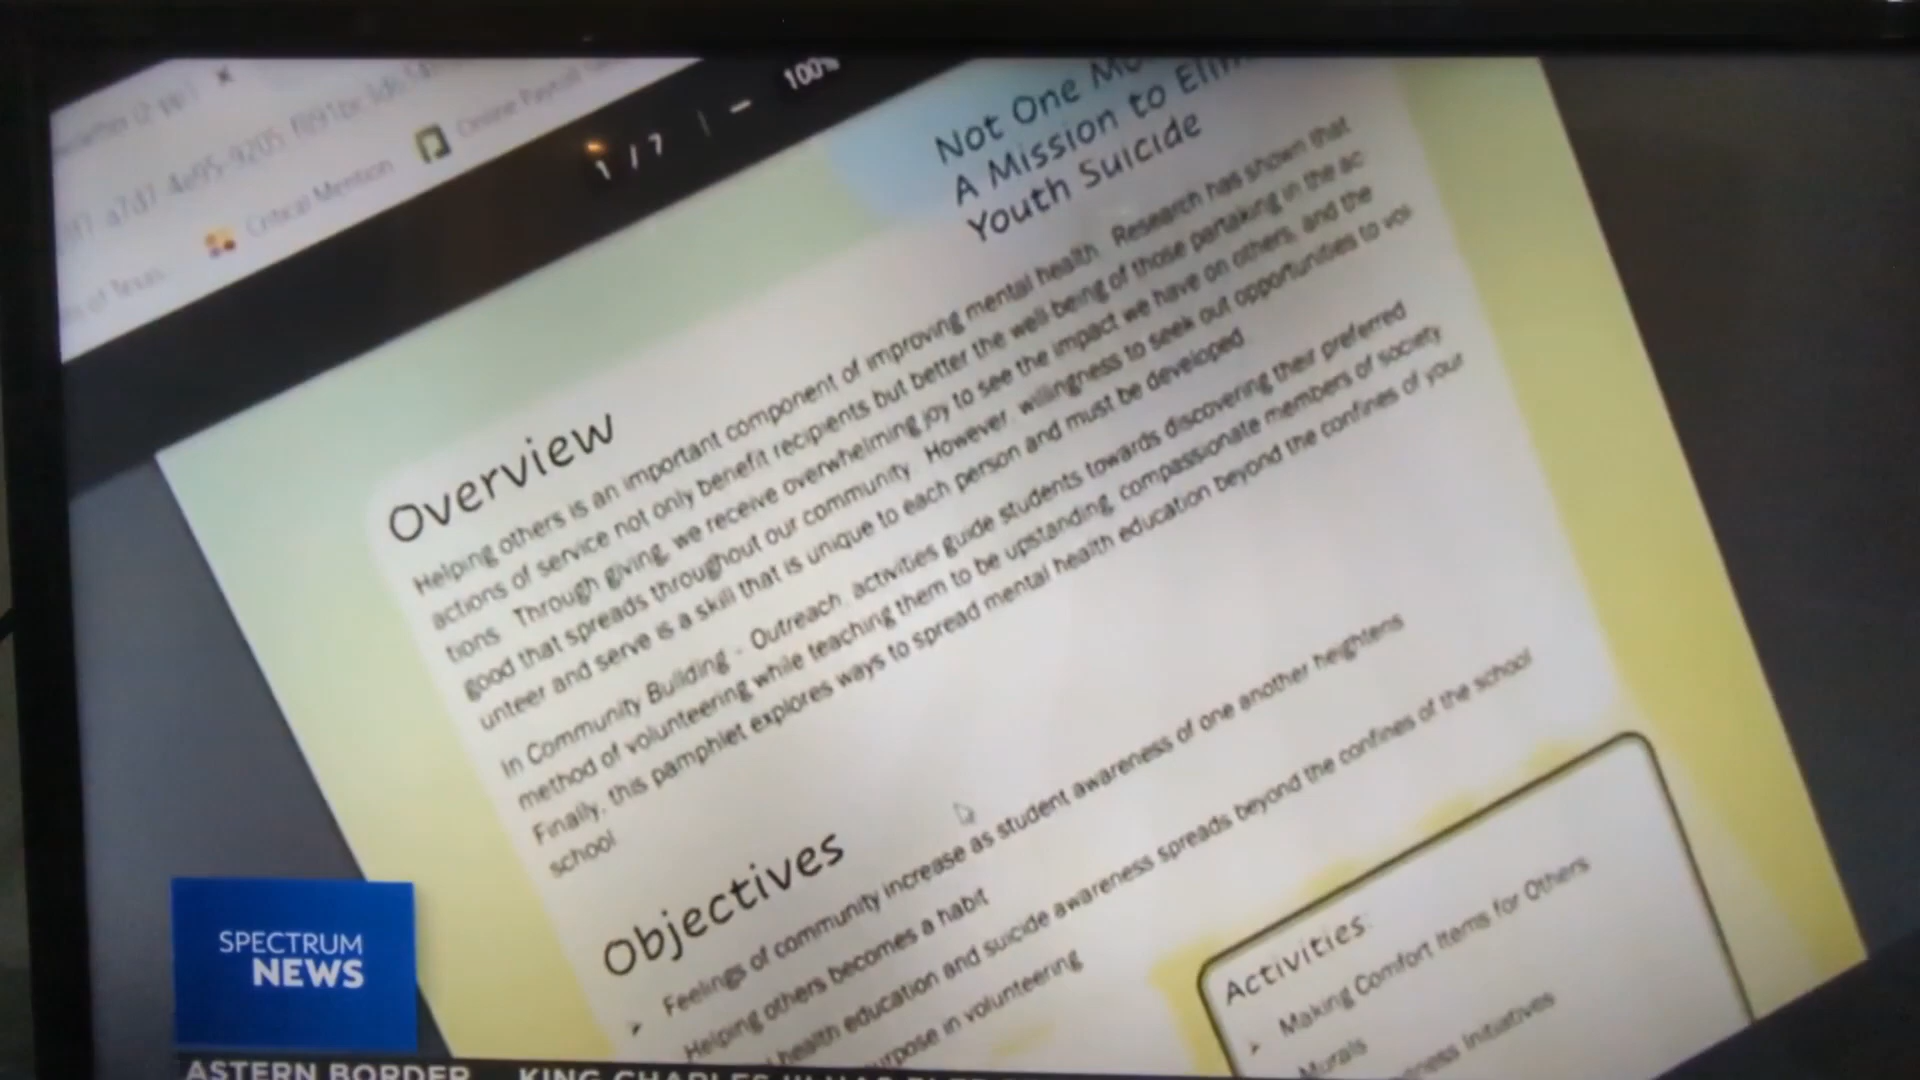 100%
1 / 7
Critical Mention
Not One Mo
A Mission to Elim
Youth Suicide
Overview
Helping others is an important component of improving mental health. Research has shown that
actions of service not only benefit recipients but better the well-being of those partaking in the ac-
tions. Through giving, we receive overwhelming joy to see the impact we have on others, and the
good that spreads throughout our community. However, willingness to seek out opportunities to vol-
unteer and serve is a skill that is unique to each person and must be developed.
In Community Building - Outreach, activities guide students towards discovering their preferred
method of volunteering while teaching them to be upstanding, compassionate members of society.
Finally, this pamphlet explores ways to spread mental health education beyond the confines of your
school.
Objectives
➢ Feelings of community increase as student awareness of one another heightens
Helping others becomes a habit
health education and suicide awareness spreads beyond the confines of the school
urpose in volunteering
Activities:
➢ Making Comfort Items for Others
Murals
ness Initiatives
SPECTRUM
NEWS
ASTERN BORDER KING CHARLES III HAS